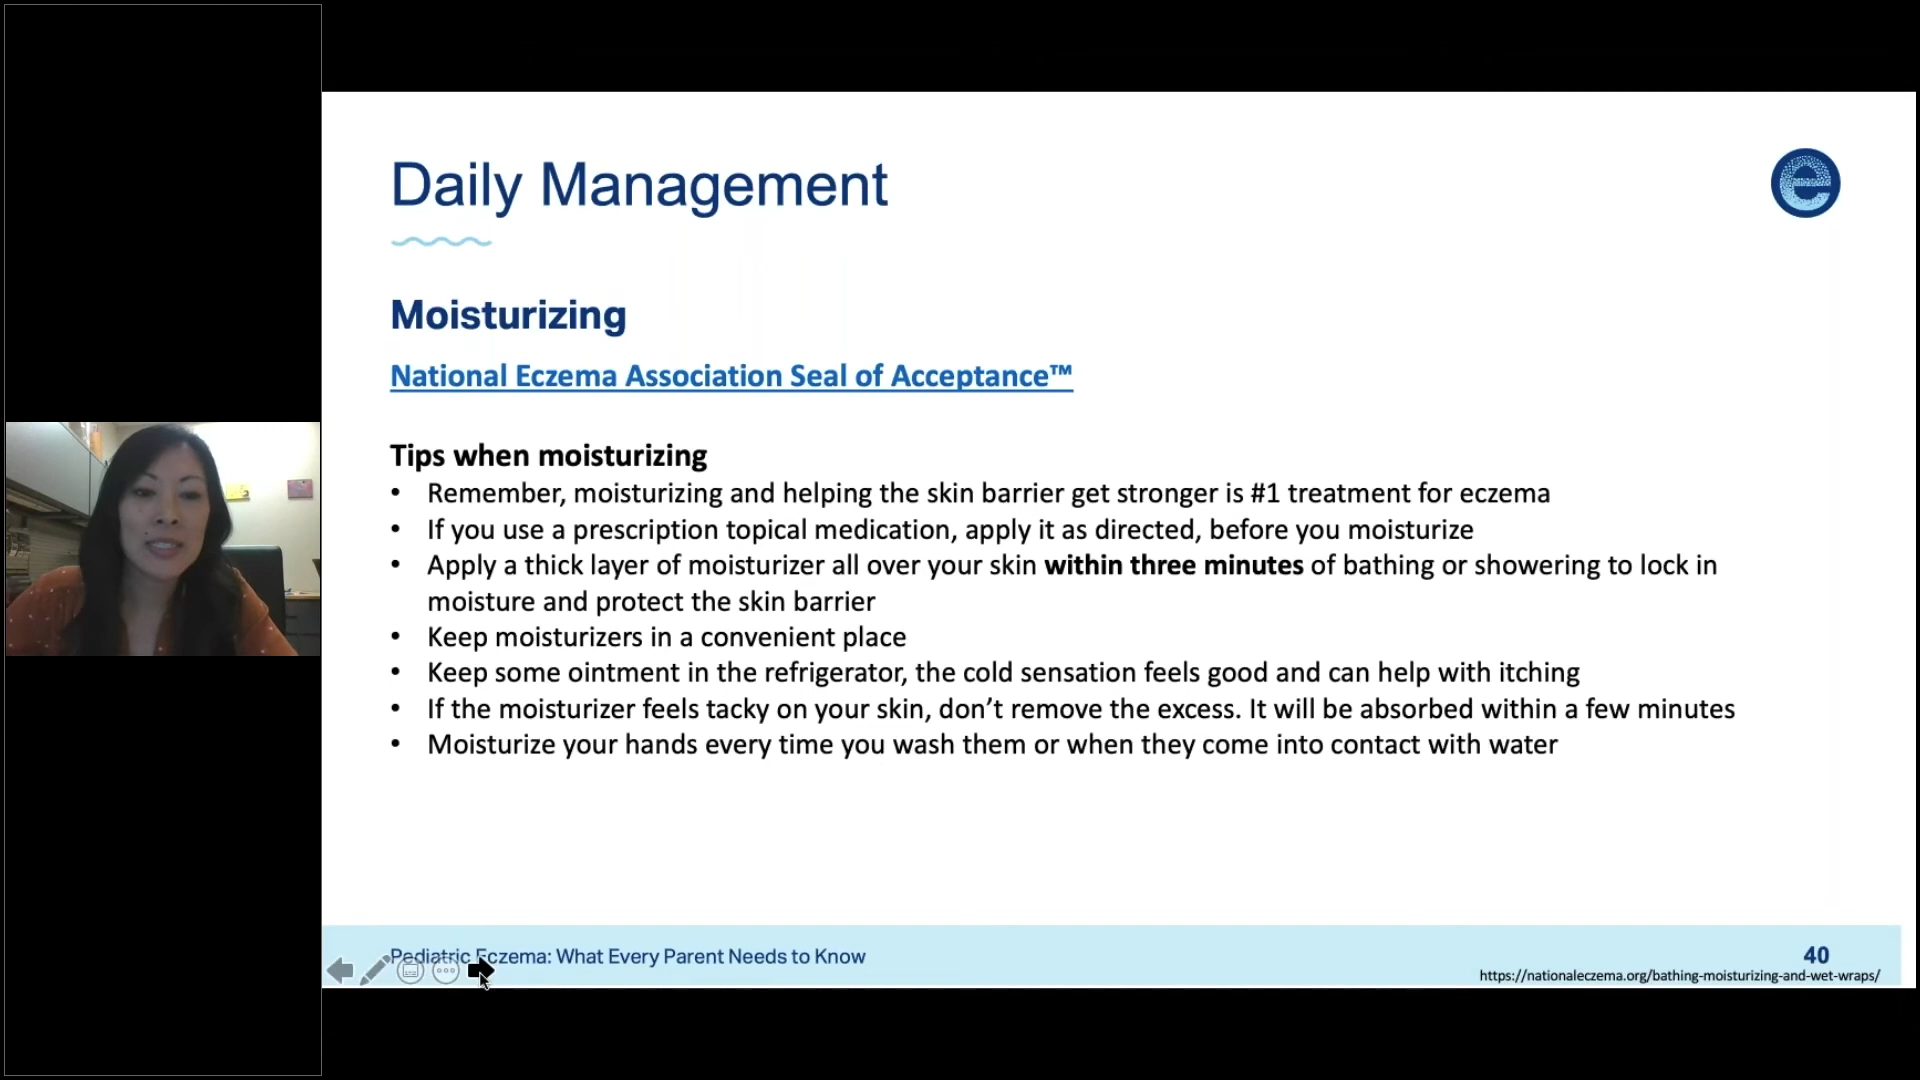 Daily Management
e
Moisturizing
National Eczema Association Seal of Acceptance™
Tips when moisturizing
• Remember, moisturizing and helping the skin barrier get stronger is #1 treatment for eczema
• If you use a prescription topical medication, apply it as directed, before you moisturize
• Apply a thick layer of moisturizer all over your skin within three minutes of bathing or showering to lock in
moisture and protect the skin barrier
• Keep moisturizers in a convenient place
• Keep some ointment in the refrigerator, the cold sensation feels good and can help with itching
• If the moisturizer feels tacky on your skin, don’t remove the excess. It will be absorbed within a few minutes
• Moisturize your hands every time you wash them or when they come into contact with water
Pediatric Eczema: What Every Parent Needs to Know
40
https://nationaleczema.org/bathing-moisturizing-and-wet-wraps/